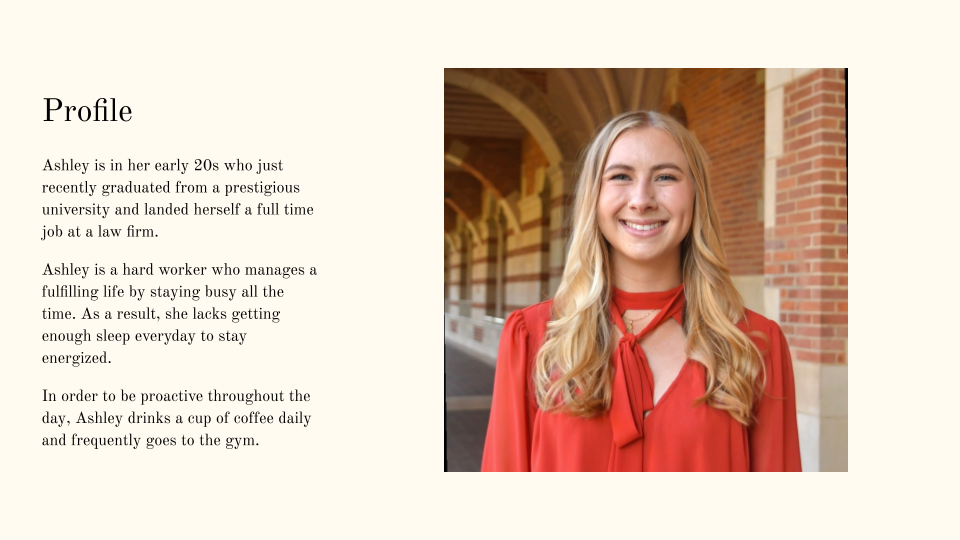 Profile
Ashley is in her early 20s who just
recently graduated from a prestigious
university and landed herself a full time
job at a law firm.
Ashley is a hard worker who manages a
fulfilling life by staying busy all the
time. As a result, she lacks getting
enough sleep everyday to stay
energized.
In order to be proactive throughout the
day, Ashley drinks a cup of coffee daily
and frequently goes to the gym.